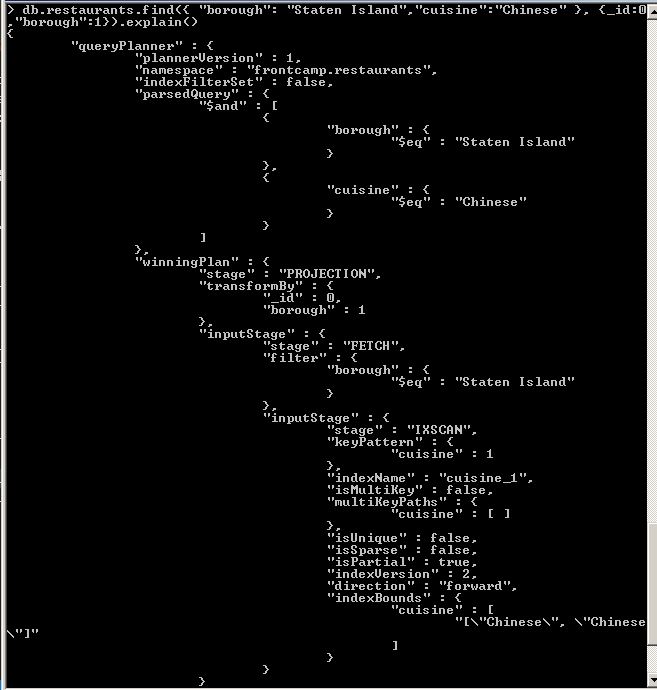 > db.restaurants.find({ "borough": "Staten Island","cuisine":"Chinese" }, {_id:0
,"borough":1}).explain()
{
        "queryPlanner" : {
                "plannerVersion" : 1,
                "namespace" : "frontcamp.restaurants",
                "indexFilterSet" : false,
                "parsedQuery" : {
                        "$and" : [
                                {
                                        "borough" : {
                                                "$eq" : "Staten Island"
                                        }
                                },
                                {
                                        "cuisine" : {
                                                "$eq" : "Chinese"
                                        }
                                }
                        ]
                },
                "winningPlan" : {
                        "stage" : "PROJECTION",
                        "transformBy" : {
                                "_id" : 0,
                                "borough" : 1
                        },
                        "inputStage" : {
                                "stage" : "FETCH",
                                "filter" : {
                                        "borough" : {
                                                "$eq" : "Staten Island"
                                        }
                                },
                                "inputStage" : {
                                        "stage" : "IXSCAN",
                                        "keyPattern" : {
                                                "cuisine" : 1
                                        },
                                        "indexName" : "cuisine_1",
                                        "isMultiKey" : false,
                                        "multiKeyPaths" : {
                                                "cuisine" : [ ]
                                        },
                                        "isUnique" : false,
                                        "isSparse" : false,
                                        "isPartial" : true,
                                        "indexVersion" : 2,
                                        "direction" : "forward",
                                        "indexBounds" : {
                                                "cuisine" : [
                                                        "[\"Chinese\", \"Chinese
\"]"
                                                ]
                                        }
                                }
                        }